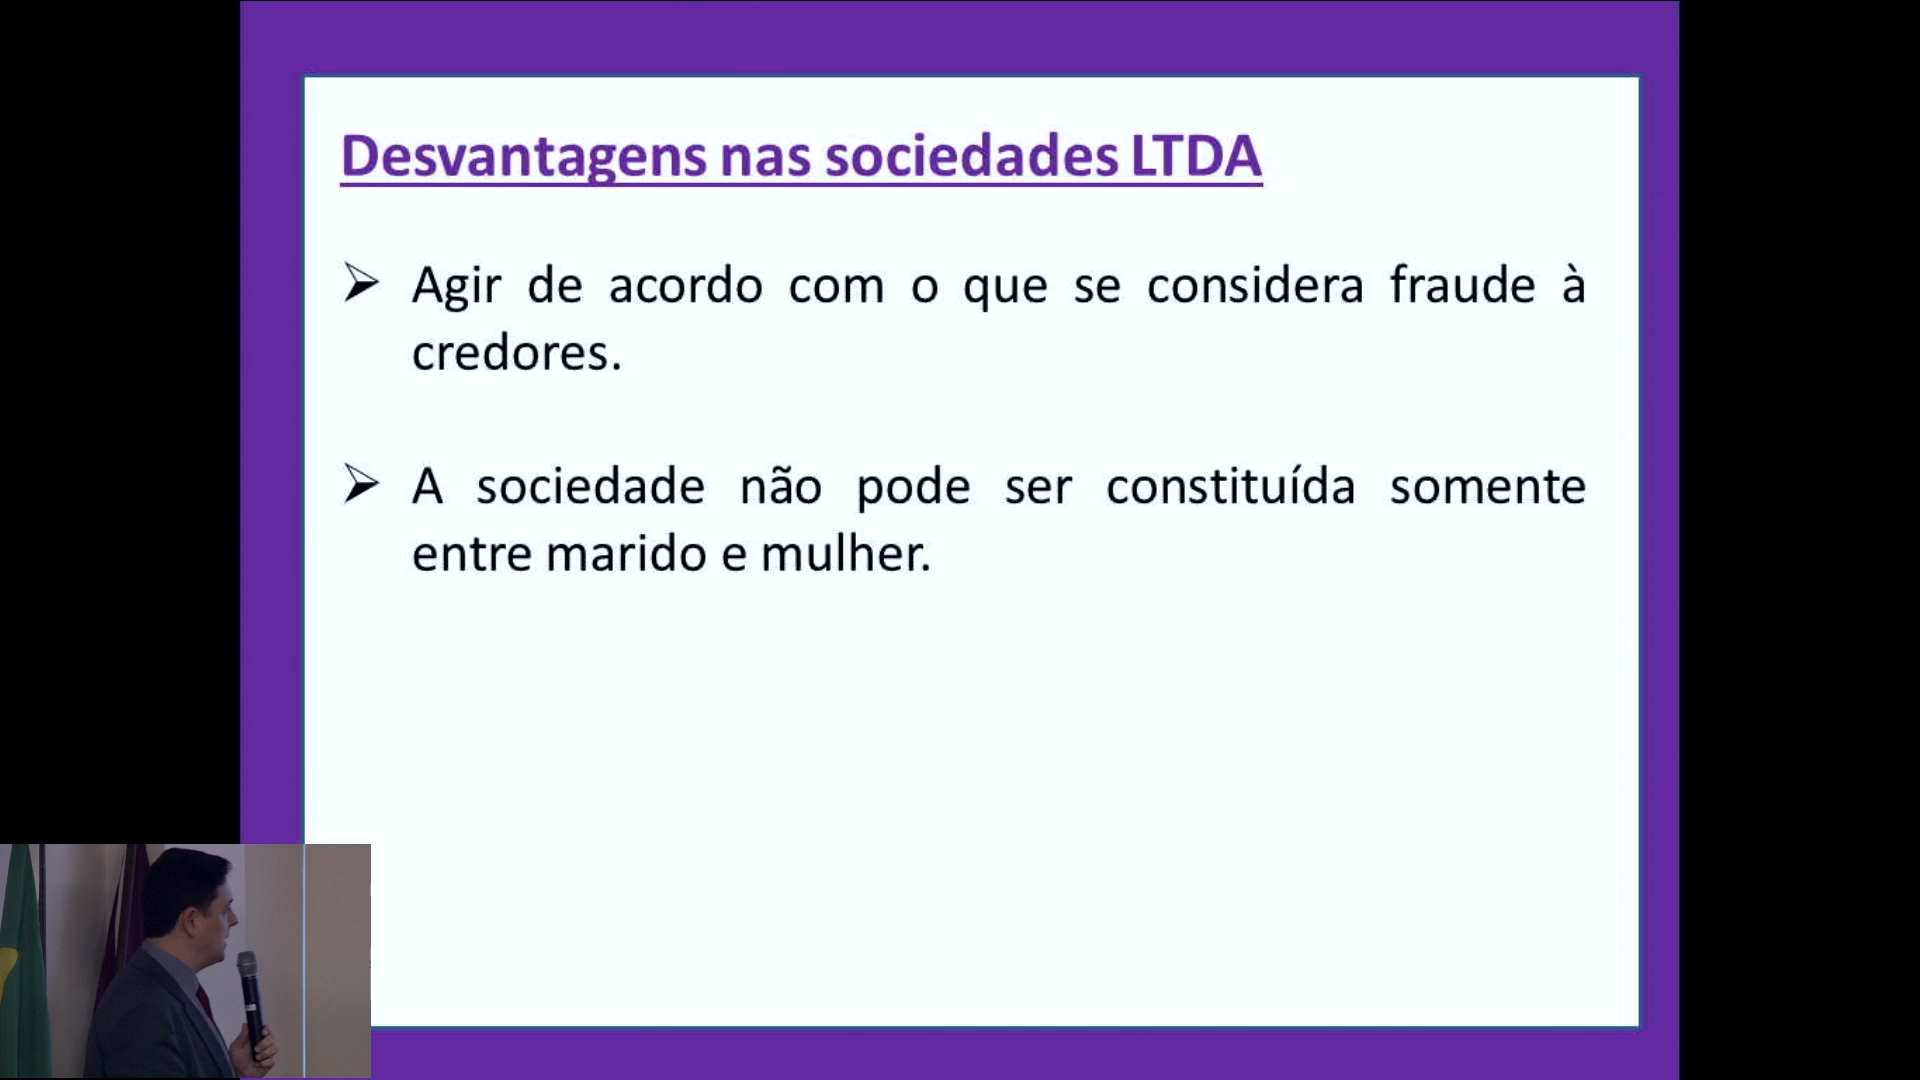 Desvantagens nas sociedades LTDA
➢ Agir de acordo com o que se considera fraude à
credores.
➢ A sociedade não pode ser constituída somente
entre marido e mulher.